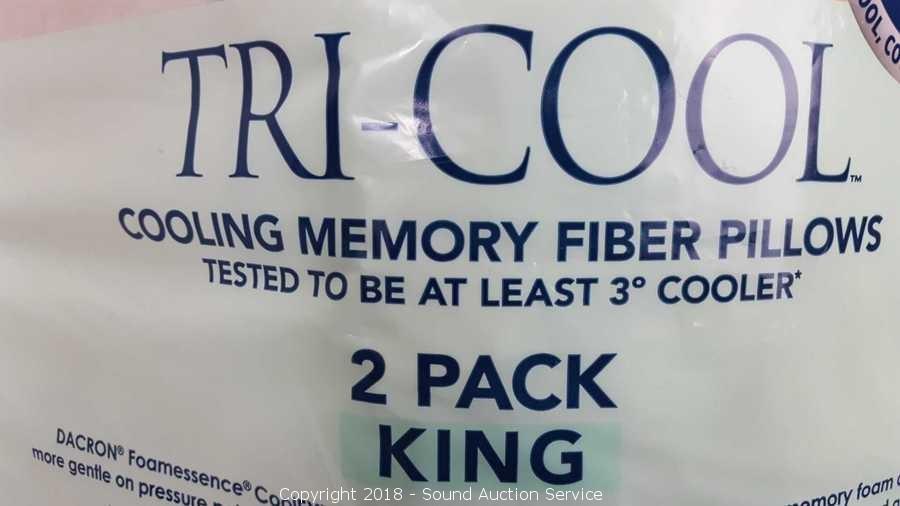 TRI-COOL™
COOLING MEMORY FIBER PILLOWS
TESTED TO BE AT LEAST 3° COOLER*
2 PACK
KING
DACRON® Foamessence®
more gentle on pressure
memory foam
Copyright 2018 - Sound Auction Service